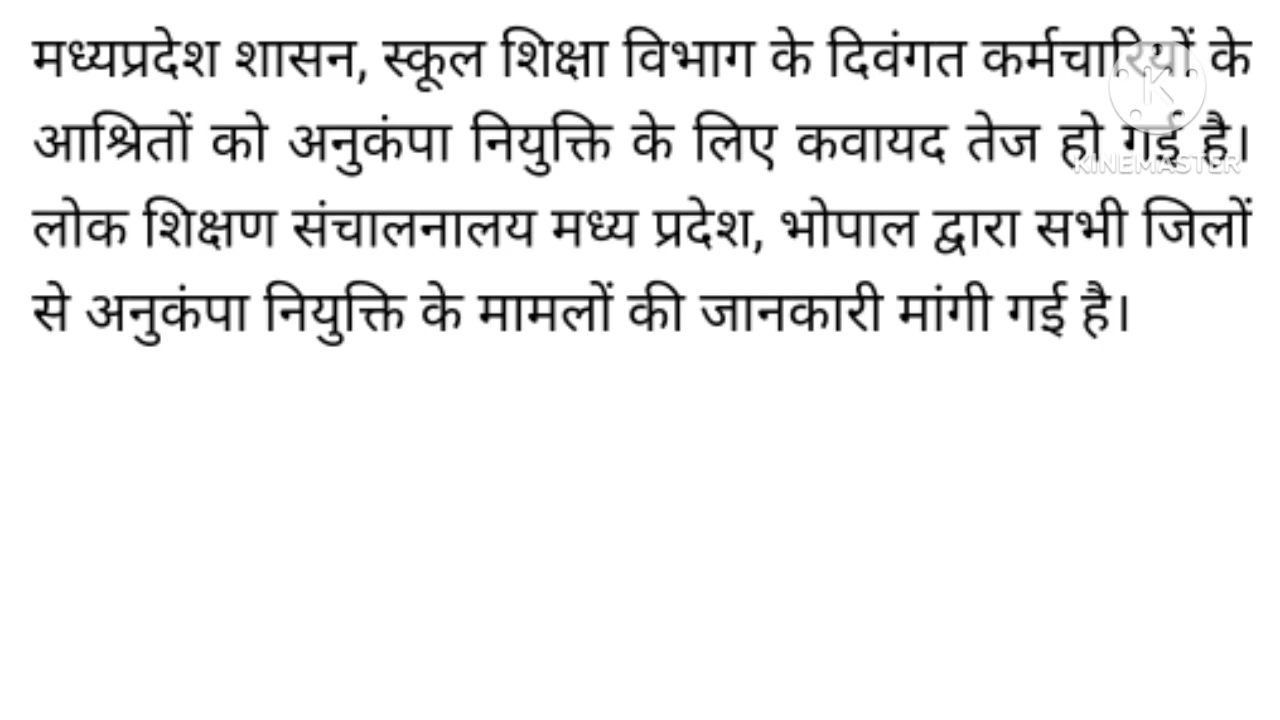 मध्यप्रदेश शासन, स्कूल शिक्षा विभाग के दिवंगत कर्मचारियों के
आश्रितों को अनुकंपा नियुक्ति के लिए कवायद तेज हो गई है।
लोक शिक्षण संचालनालय मध्य प्रदेश, भोपाल द्वारा सभी जिलों
से अनुकंपा नियुक्ति के मामलों की जानकारी मांगी गई है।
K
KINEMASTER